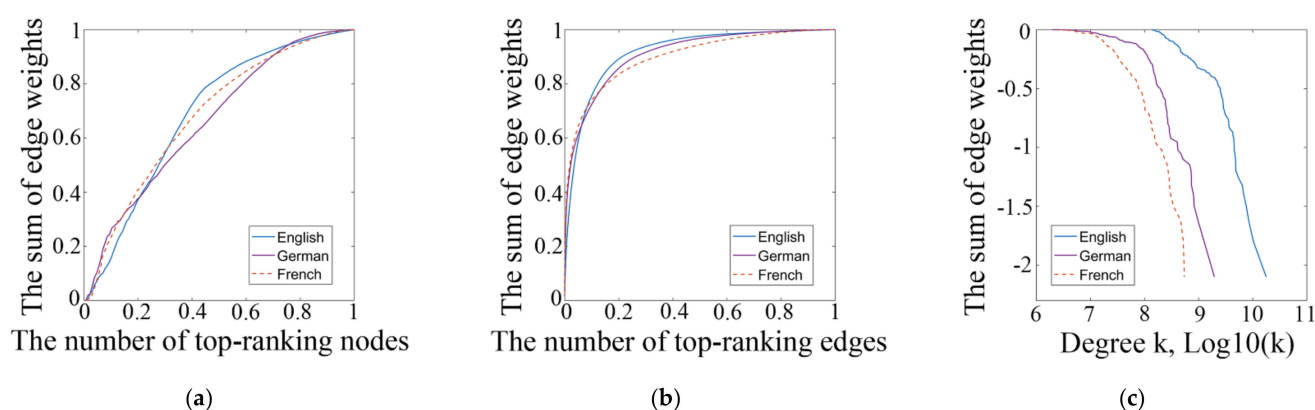 The sum of edge weights
1
0.8
0.6
0.4
0.2
0
0 0.2 0.4 0.6 0.8 1
English
German
French
The number of top-ranking nodes
(a)
The sum of edge weights
1
0.8
0.6
0.4
0.2
0
0 0.2 0.4 0.6 0.8 1
English
German
French
The number of top-ranking edges
(b)
The sum of edge weights
-0
-0.5
-1
-1.5
-2
6 7 8 9 10 11
English
German
French
Degree k, Log10(k)
(c)